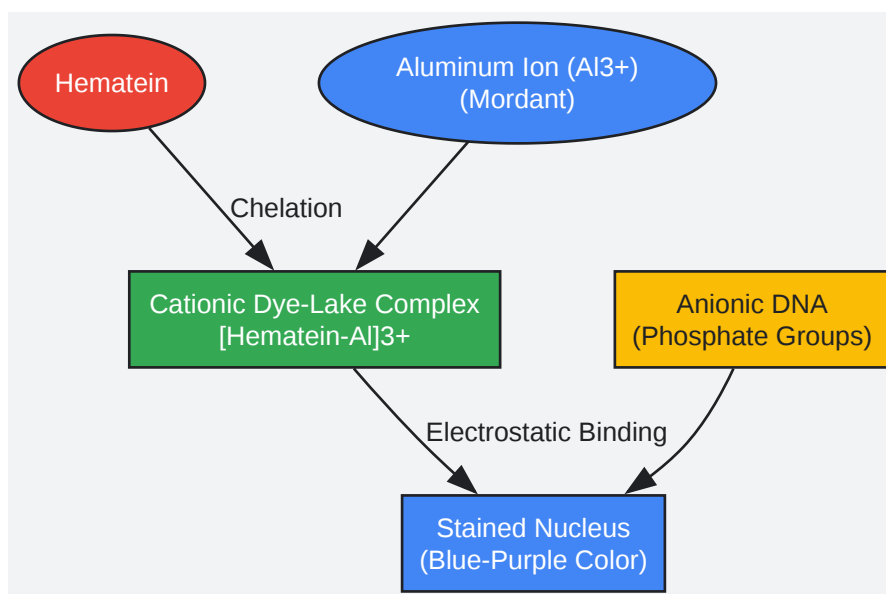 Hematein
Aluminum Ion (Al3+)
(Mordant)
Chelation
Cationic Dye-Lake Complex
[Hematein-Al]3+
Anionic DNA
(Phosphate Groups)
Electrostatic Binding
Stained Nucleus
(Blue-Purple Color)